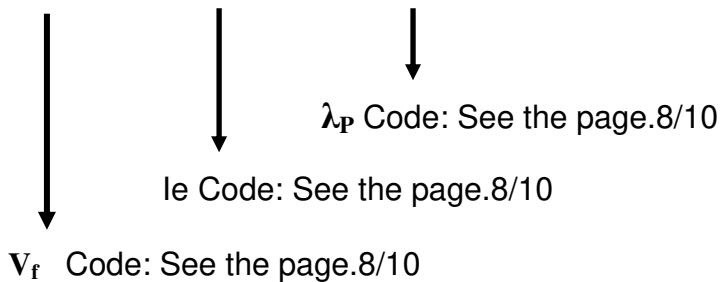 λP Code: See the page.8/10
Ie Code: See the page.8/10
Vf Code: See the page.8/10